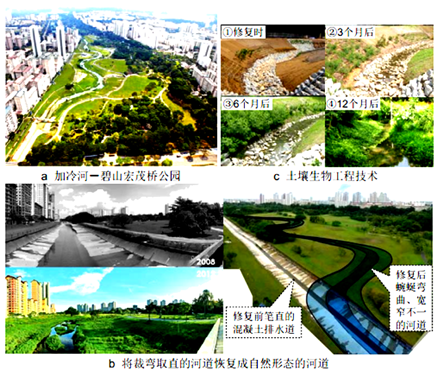 ①修复时
②3个月后
③6个月后
①12个月后
a 加冷河一碧山宏茂桥公园
c 土壤生物工程技术
2008
修复前笔直的
混凝土排水道
修复后
蜿蜒弯
曲、宽
窄不一
的河道
b 将裁弯取直的河道恢复成自然形态的河道